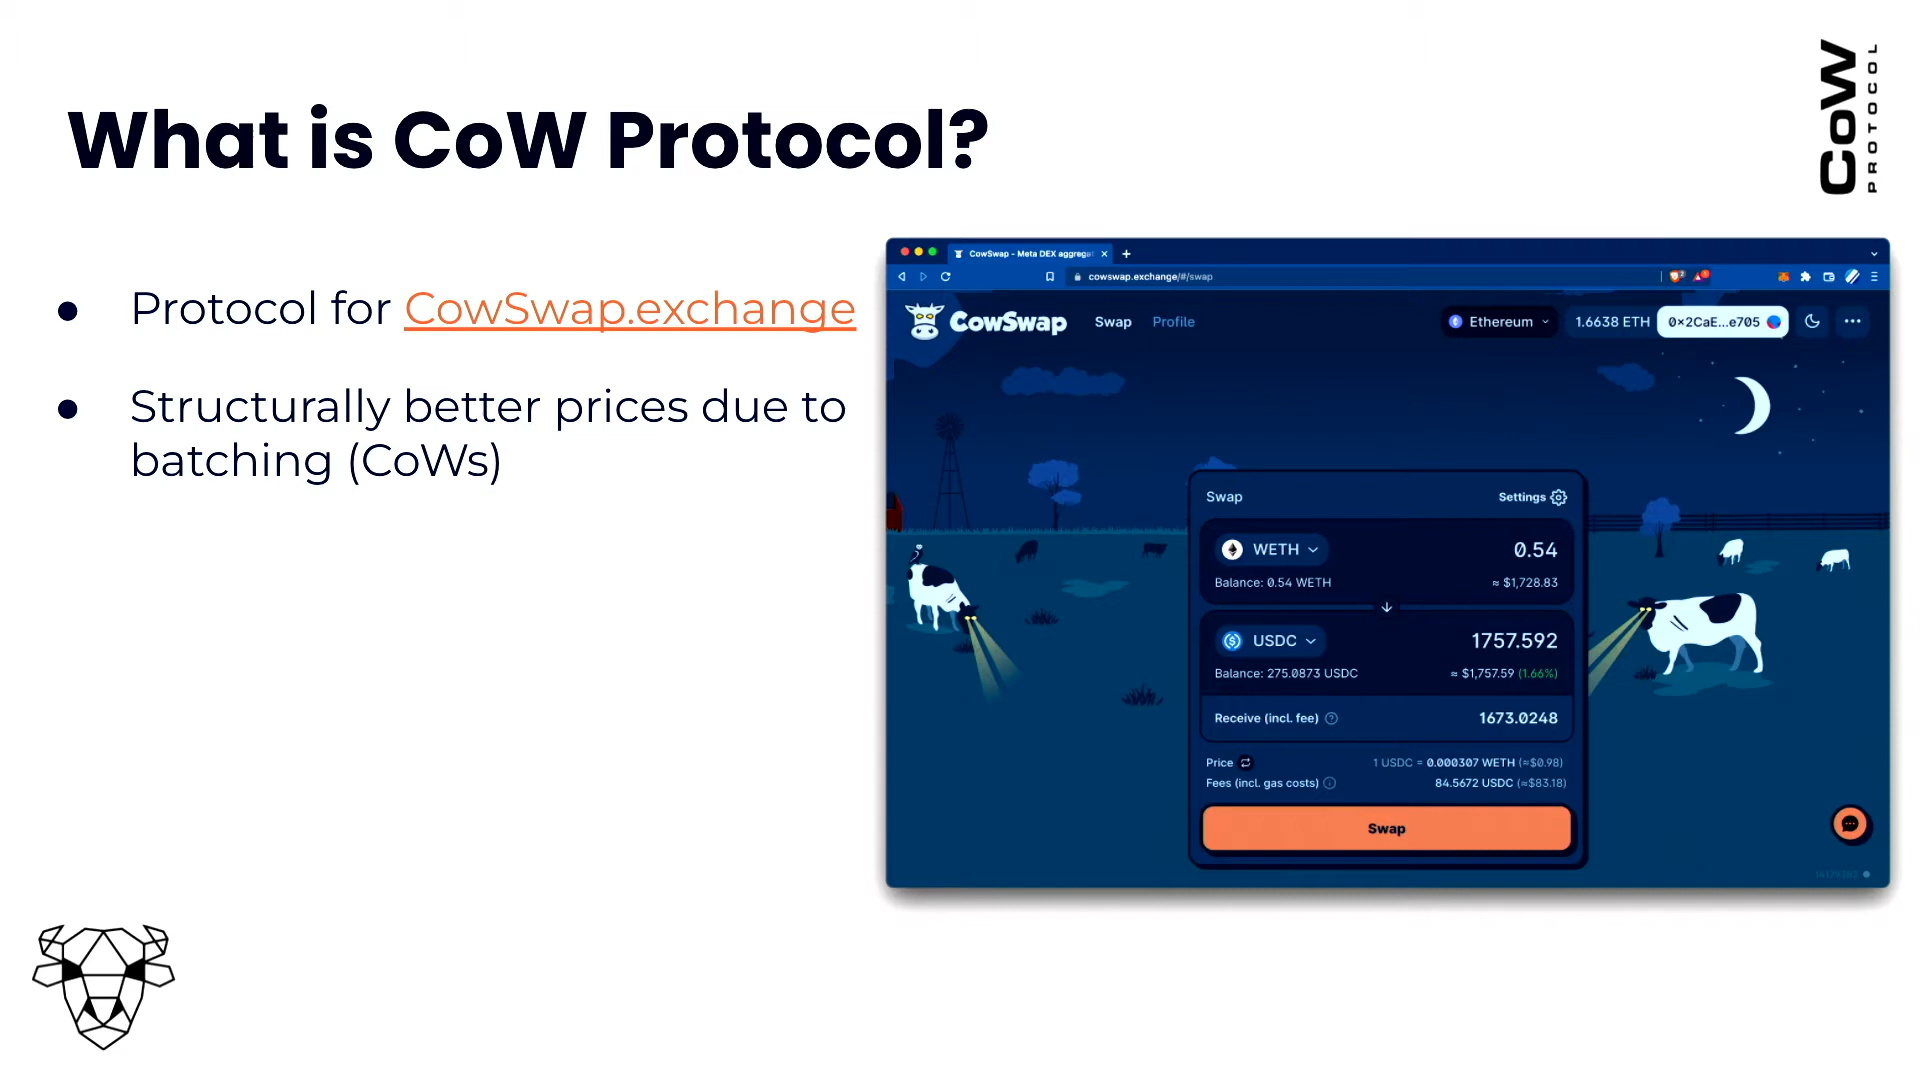 What is CoW Protocol?
CoW
PROTOCOL
● Protocol for CowSwap.exchange
● Structurally better prices due to
batching (CoWs)
CowSwap - Meta DEX aggregat
cowswap.exchange/#/swap
CowSwap Swap Profile Ethereum 1.6638 ETH 0x2CaE...e705
Swap Settings
WETH 0.54
Balance: 0.54 WETH ≈ $1,728.83
USDC 1757.592
Balance: 275.0873 USDC ≈ $1,757.59 (1.66%)
Receive (incl. fee) 1673.0248
Price 1 USDC = 0.000307 WETH (≈$0.98)
Fees (incl. gas costs) 84.5672 USDC (≈$83.18)
Swap